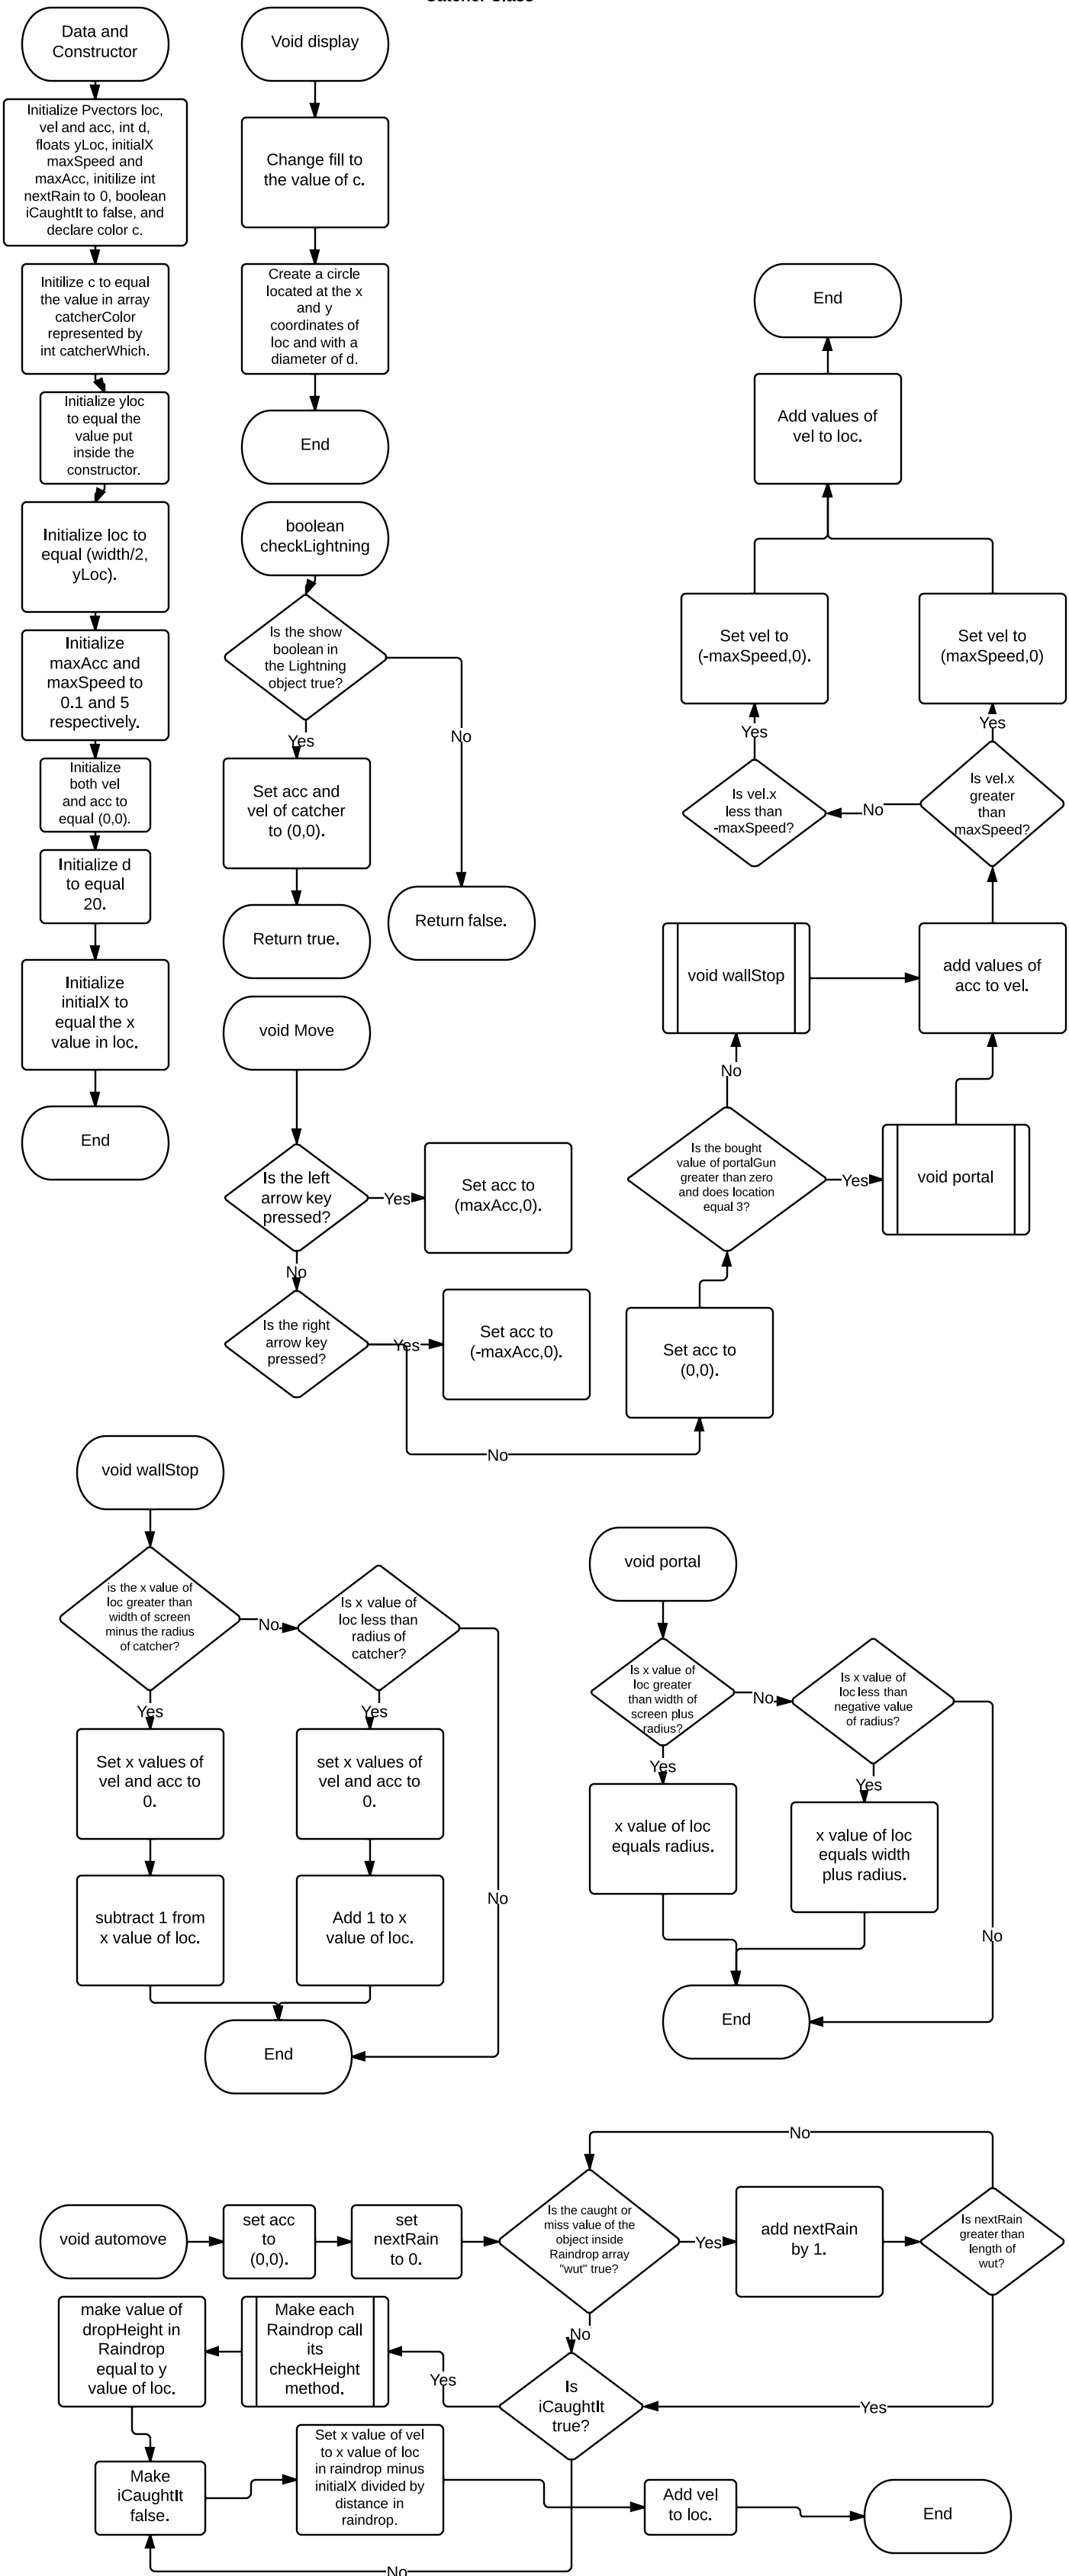 Catcher Class
Data and
Constructor
Initialize Pvectors loc,
vel and acc, int d,
floats yLoc, initialX
maxSpeed and
maxAcc, initilize int
nextRain to 0, boolean
iCaughtIt to false, and
declare color c.
Initilize c to equal
the value in array
catcherColor
represented by
int catcherWhich.
Initialize yloc
to equal the
value put
inside the
constructor.
Initialize loc to
equal (width/2,
yLoc).
Initialize
maxAcc and
maxSpeed to
0.1 and 5
respectively.
Initialize
both vel
and acc to
equal (0,0).
Initialize d
to equal
20.
Initialize
initialX to
equal the x
value in loc.
End
Void display
Change fill to
the value of c.
Create a circle
located at the x
and y
coordinates of
loc and with a
diameter of d.
End
boolean
checkLightning
Is the show
boolean in
the Lightning
object true?
Yes
No
Set acc and
vel of catcher
to (0,0).
Return true.
Return false.
void Move
Is the left
arrow key
pressed?
Yes
Set acc to
(maxAcc,0).
No
Is the right
arrow key
pressed?
Yes
Set acc to
(-maxAcc,0).
No
Set acc to
(0,0).
Is the bought
value of portalGun
greater than zero
and does location
equal 3?
Yes
void portal
No
void wallStop
add values of
acc to vel.
Is vel.x
greater
than
maxSpeed?
No
Is vel.x
less than
-maxSpeed?
Yes
Yes
Set vel to
(-maxSpeed,0).
Set vel to
(maxSpeed,0)
Add values of
vel to loc.
End
void wallStop
is the x value of
loc greater than
width of screen
minus the radius
of catcher?
No
Is x value of
loc less than
radius of
catcher?
Yes
Yes
Set x values of
vel and acc to
0.
set x values of
vel and acc to
0.
subtract 1 from
x value of loc.
Add 1 to x
value of loc.
No
End
void portal
Is x value of
loc greater
than width of
screen plus
radius?
No
Is x value of
loc less than
negative value
of radius?
Yes
Yes
x value of loc
equals radius.
x value of loc
equals width
plus radius.
No
End
void automove
set acc
to
(0,0).
set
nextRain
to 0.
Is the caught or
miss value of the
object inside
Raindrop array
"wut" true?
Yes
add nextRain
by 1.
Is nextRain
greater than
length of
wut?
No
Yes
No
Is
iCaughtIt
true?
Yes
Make each
Raindrop call
its
checkHeight
method.
make value of
dropHeight in
Raindrop
equal to y
value of loc.
Make
iCaughtIt
false.
Set x value of vel
to x value of loc
in raindrop minus
initialX divided by
distance in
raindrop.
Add vel
to loc.
End
No